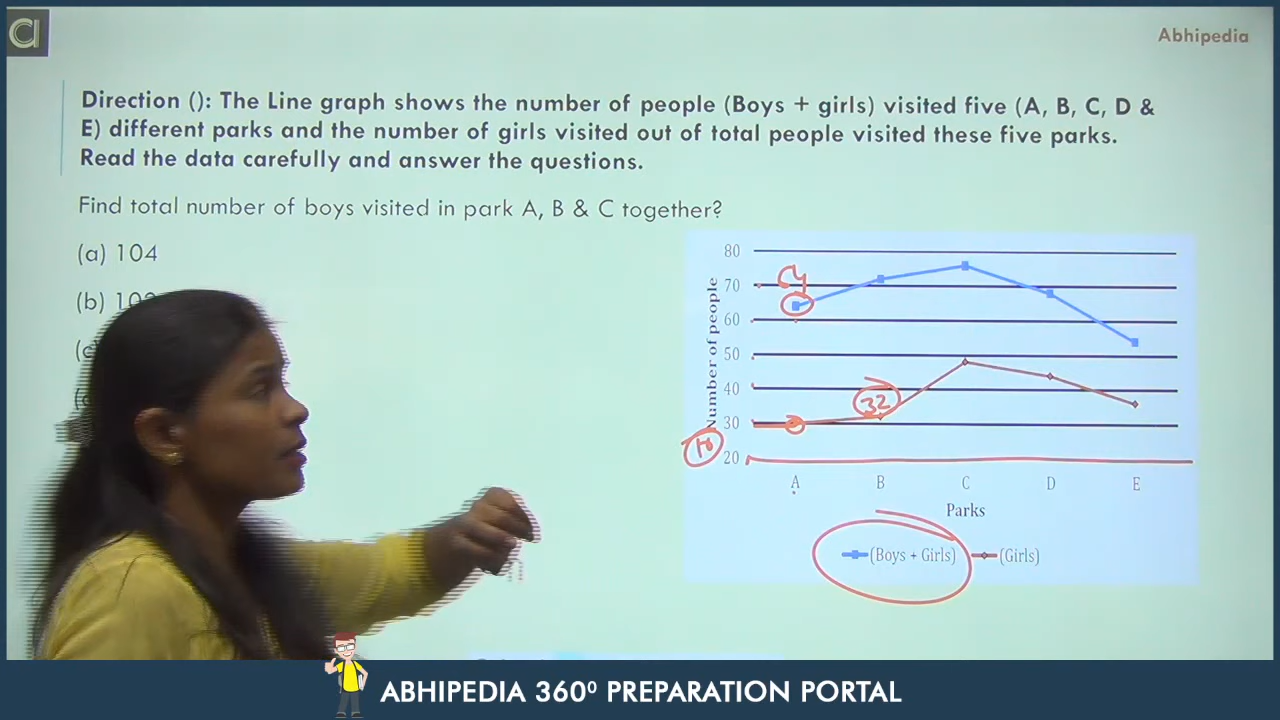 Abhipedia
Direction (): The Line graph shows the number of people (Boys + girls) visited five (A, B, C, D &
E) different parks and the number of girls visited out of total people visited these five parks.
Read the data carefully and answer the questions.
Find total number of boys visited in park A, B & C together?
(a) 104
(b)
80
70
60
50
40
30
20
32
Number of people
A B C D E
Parks
(Boys + Girls) (Girls)
ABHIPEDIA 360⁰ PREPARATION PORTAL